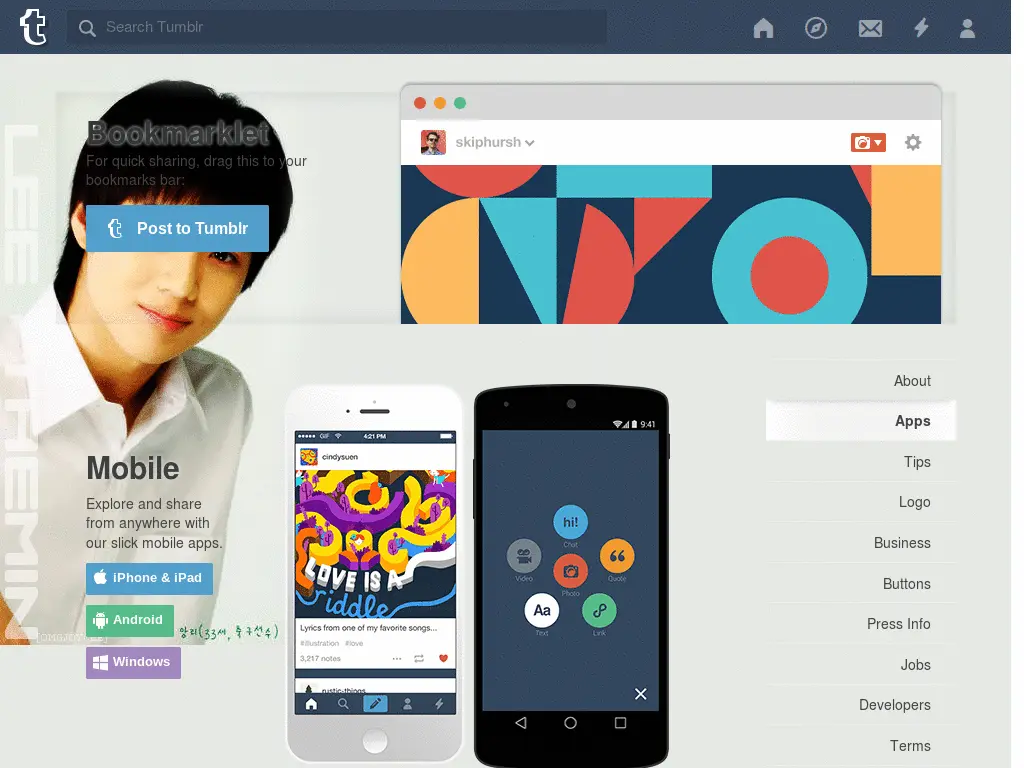 Search Tumblr
Bookmarklet
For quick sharing, drag this to your
bookmarks bar:
Post to Tumblr
skiphursh
LEE THEMIN
Mobile
Explore and share
from anywhere with
our slick mobile apps.
iPhone & iPad
Android
Windows
GIF
4:21 PM
cindysuen
LOVE IS A
riddle
Lyrics from one of my favorite songs...
#illustration #love
3,217 notes
rustic-things
9:41
hi!
Chat
Video
Quote
Photo
Aa
Text
Link
About
Apps
Tips
Logo
Business
Buttons
Press Info
Jobs
Developers
Terms